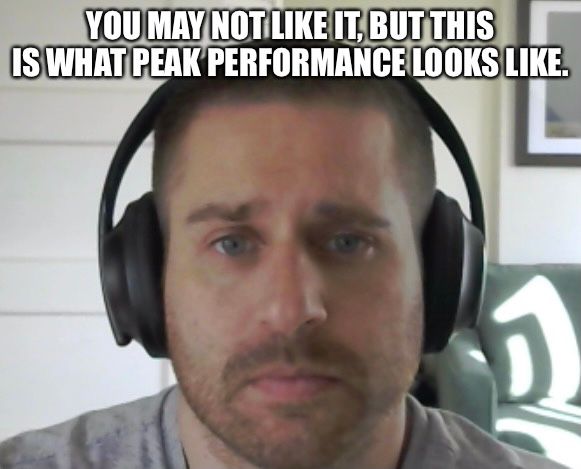 YOU MAY NOT LIKE IT, BUT THIS
IS WHAT PEAK PERFORMANCE LOOKS LIKE.